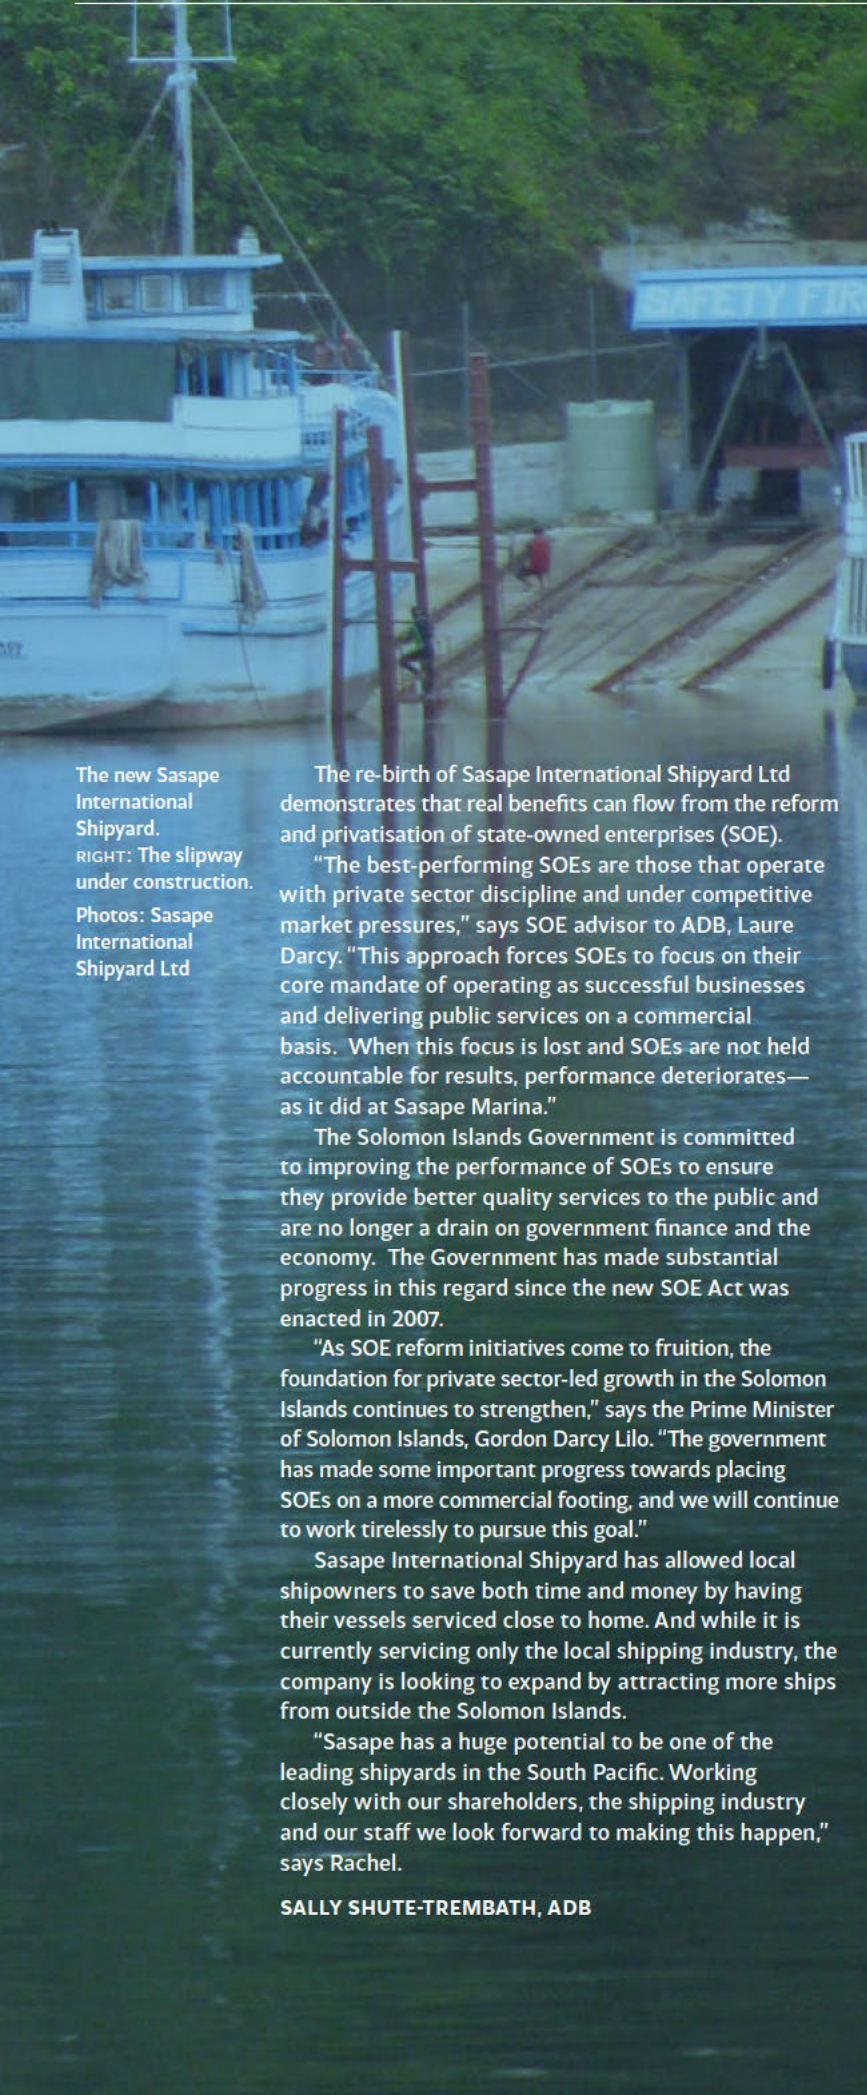 SAFETY FIR
The new Sasape
International
Shipyard.
RIGHT: The slipway
under construction.
Photos: Sasape
International
Shipyard Ltd
The re-birth of Sasape International Shipyard Ltd
demonstrates that real benefits can flow from the reform
and privatisation of state-owned enterprises (SOE).
“The best-performing SOEs are those that operate
with private sector discipline and under competitive
market pressures,” says SOE advisor to ADB, Laure
Darcy. “This approach forces SOEs to focus on their
core mandate of operating as successful businesses
and delivering public services on a commercial
basis.  When this focus is lost and SOEs are not held
accountable for results, performance deteriorates—
as it did at Sasape Marina.”
The Solomon Islands Government is committed
to improving the performance of SOEs to ensure
they provide better quality services to the public and
are no longer a drain on government finance and the
economy.  The Government has made substantial
progress in this regard since the new SOE Act was
enacted in 2007.
“As SOE reform initiatives come to fruition, the
foundation for private sector-led growth in the Solomon
Islands continues to strengthen,” says the Prime Minister
of Solomon Islands, Gordon Darcy Lilo. “The government
has made some important progress towards placing
SOEs on a more commercial footing, and we will continue
to work tirelessly to pursue this goal.”
Sasape International Shipyard has allowed local
shipowners to save both time and money by having
their vessels serviced close to home. And while it is
currently servicing only the local shipping industry, the
company is looking to expand by attracting more ships
from outside the Solomon Islands.
“Sasape has a huge potential to be one of the
leading shipyards in the South Pacific. Working
closely with our shareholders, the shipping industry
and our staff we look forward to making this happen,”
says Rachel.
SALLY SHUTE-TREMBATH, ADB